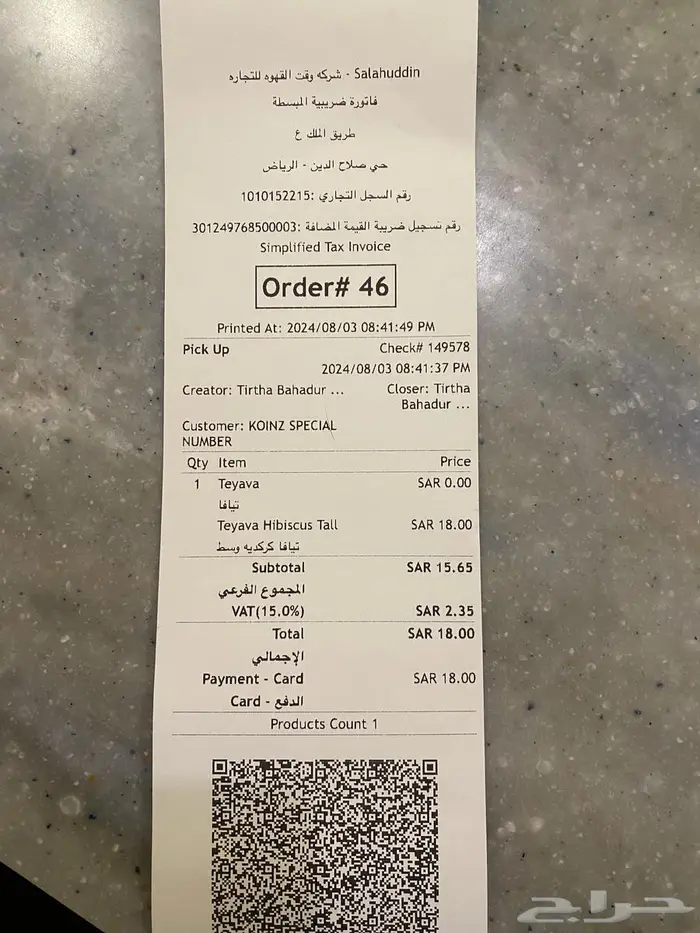 Salahuddin - شركه وقت القهوه للتجاره
فاتورة ضريبية المبسطة
طريق الملك ع
حي صلاح الدين - الرياض
رقم السجل التجاري :1010152215
رقم تسجيل ضريبة القيمة المضافة :301249768500003
Simplified Tax Invoice
Order# 46
Printed At: 2024/08/03 08:41:49 PM
Pick Up Check# 149578
2024/08/03 08:41:37 PM
Creator: Tirtha Bahadur ... Closer: Tirtha
Bahadur ...
Customer: KOINZ SPECIAL
NUMBER
Qty Item Price
1 Teyava SAR 0.00
تيافا
Teyava Hibiscus Tall SAR 18.00
تيافا كركديه وسط
Subtotal SAR 15.65
المجموع الفرعي
VAT(15.0%) SAR 2.35
Total SAR 18.00
الإجمالي
Payment - Card SAR 18.00
الدفع - Card
Products Count 1
حراج